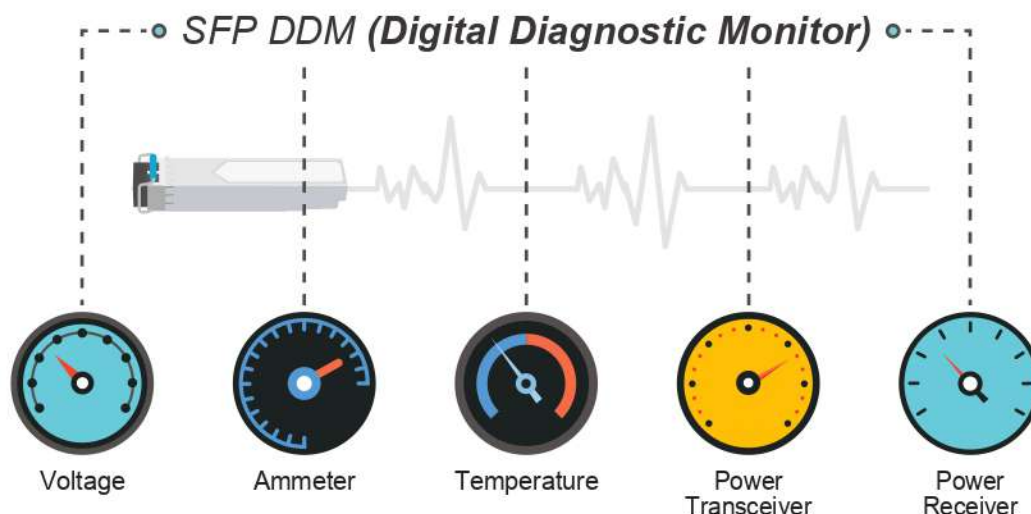 SFP DDM (Digital Diagnostic Monitor)
Voltage
Ammeter
Temperature
Power
Transceiver
Power
Receiver